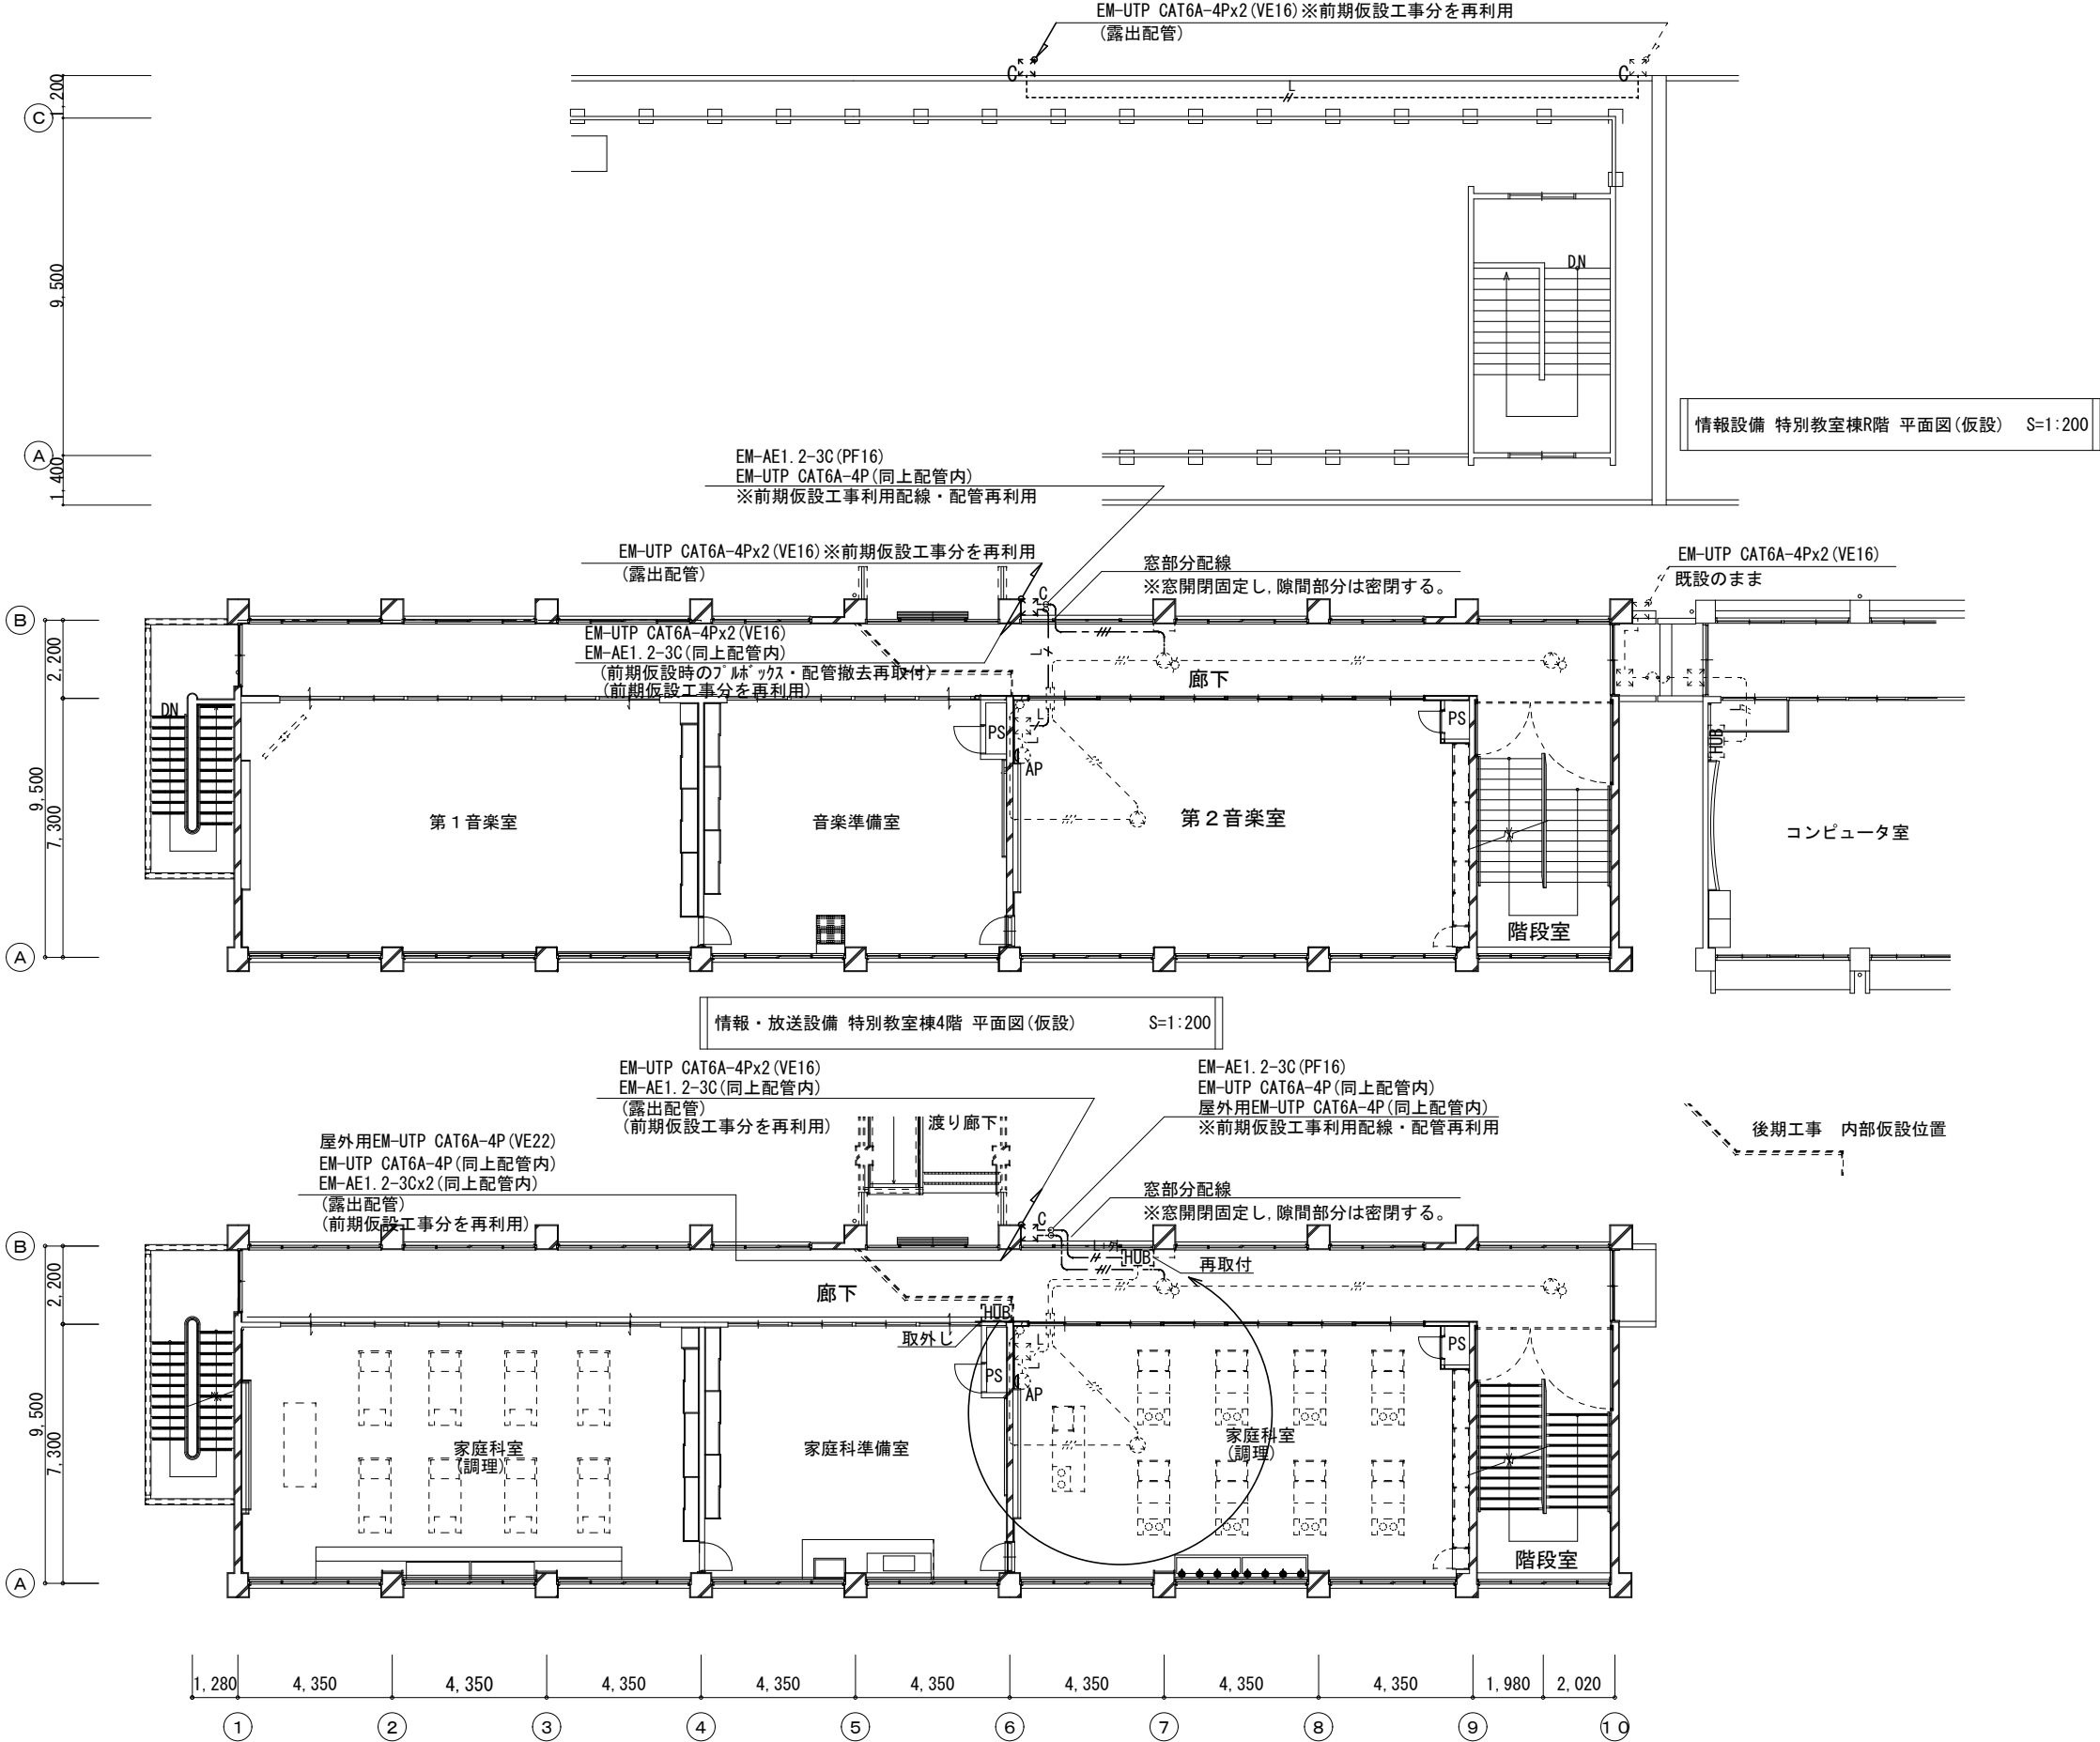 EM-UTP CAT6A-4Px2(VE16)※前期仮設工事分を再利用
(露出配管)
C
C
L
1,200
C
9,500
DN
A
1,400
情報設備 特別教室棟R階 平面図(仮設) S=1:200
EM-AE1.2-3C(PF16)
EM-UTP CAT6A-4P(同上配管内)
※前期仮設工事利用配線・配管再利用
EM-UTP CAT6A-4Px2(VE16)※前期仮設工事分を再利用
(露出配管)
窓部分配線
※窓開閉固定し,隙間部分は密閉する。
EM-UTP CAT6A-4Px2(VE16)
既設のまま
C
B
EM-UTP CAT6A-4Px2(VE16)
EM-AE1.2-3C(同上配管内)
(前期仮設時のﾌﾟﾙﾎﾞｯｸｽ・配管撤去再取付)
(前期仮設工事分を再利用)
L
廊下
2,200
DN
PS
L
L
AP
PS
L
HUB
9,500
7,300
第１音楽室
音楽準備室
第２音楽室
コンピュータ室
階段室
A
情報・放送設備 特別教室棟4階 平面図(仮設) S=1:200
EM-UTP CAT6A-4Px2(VE16)
EM-AE1.2-3C(同上配管内)
(露出配管)
(前期仮設工事分を再利用)
EM-AE1.2-3C(PF16)
EM-UTP CAT6A-4P(同上配管内)
屋外用EM-UTP CAT6A-4P(同上配管内)
※前期仮設工事利用配線・配管再利用
渡り廊下
後期工事　内部仮設位置
屋外用EM-UTP CAT6A-4P(VE22)
EM-UTP CAT6A-4P(同上配管内)
EM-AE1.2-3Cx2(同上配管内)
(露出配管)
(前期仮設工事分を再利用)
窓部分配線
※窓開閉固定し,隙間部分は密閉する。
C
B
L+外
HUB
再取付
2,200
廊下
HUB
取外し
L
L
PS
AP
PS
9,500
7,300
家庭科室
(調理)
家庭科準備室
家庭科室
(調理)
階段室
A
1,280
4,350
4,350
4,350
4,350
4,350
4,350
4,350
4,350
1,980
2,020
1
2
3
4
5
6
7
8
9
10